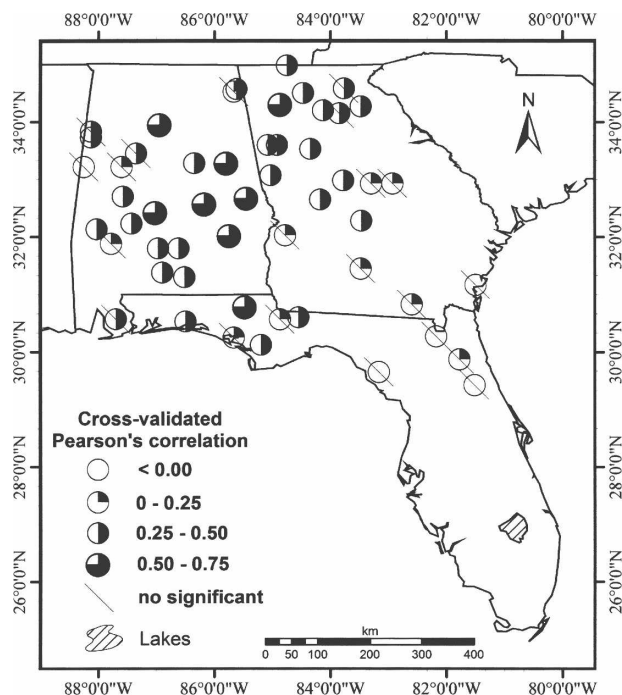 88°0'0"W 86°0'0"W 84°0'0"W 82°0'0"W 80°0'0"W
34°0'0"N 34°0'0"N
N
32°0'0"N 32°0'0"N
30°0'0"N 30°0'0"N
28°0'0"N 28°0'0"N
26°0'0"N 26°0'0"N
Cross-validated
Pearson's correlation
< 0.00
0 - 0.25
0.25 - 0.50
0.50 - 0.75
no significant
Lakes
km
0 50 100 200 300 400
88°0'0"W 86°0'0"W 84°0'0"W 82°0'0"W 80°0'0"W